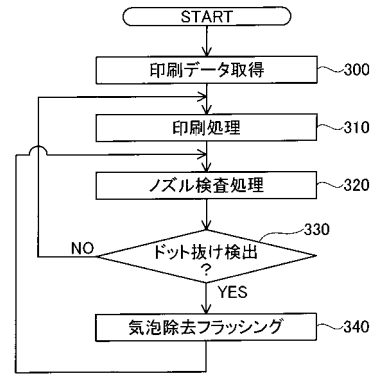 START
印刷データ取得
300
印刷処理
310
ノズル検査処理
320
330
ドット抜け検出
?
NO
YES
気泡除去フラッシング
340